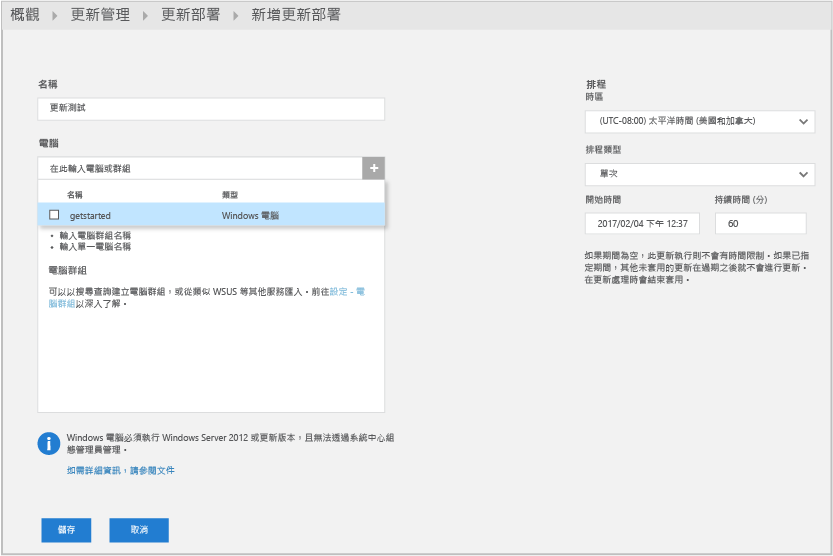 概觀 ▸ 更新管理 ▸ 更新部署 ▸ 新增更新部署
名稱
更新測試
電腦
在此輸入電腦或群組
+
名稱 類型
getstarted Windows 電腦
• 輸入電腦群組名稱
• 輸入單一電腦名稱
電腦群組
可以以搜尋查詢建立電腦群組，或從類似 WSUS 等其他服務匯入。前往設定 - 電
腦群組以深入了解。
Windows 電腦必須執行 Windows Server 2012 或更新版本，且無法透過系統中心組
態管理員管理。
如需詳細資訊，請參閱文件
儲存 取消
排程
時區
(UTC-08:00) 太平洋時間 (美國和加拿大)
排程類型
單次
開始時間 持續時間 (分)
2017/02/04 下午 12:37 60
如果期間為空，此更新執行則不會有時間限制。如果已指
定期間，其他未套用的更新在過期之後就不會進行更新。
在更新處理時會結束套用。